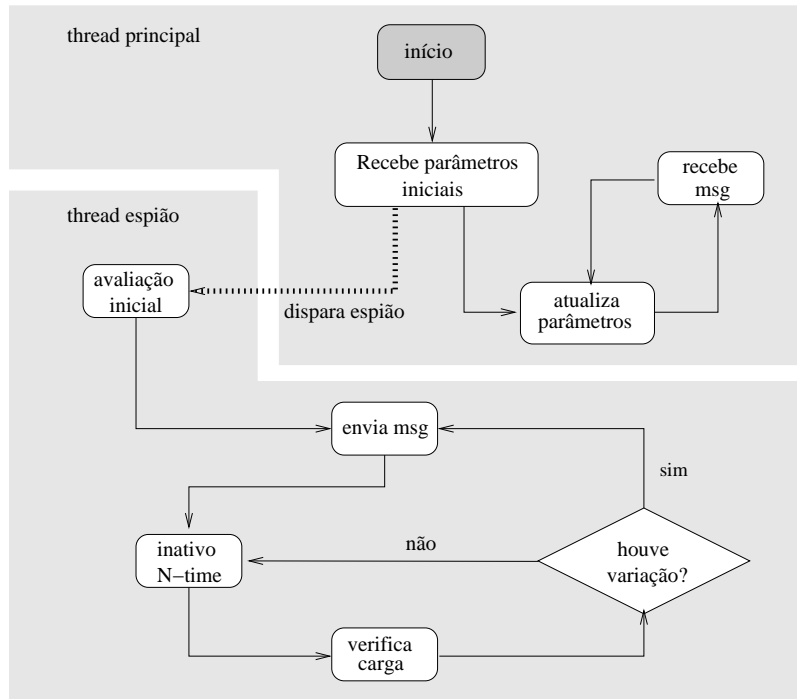 thread principal
início
Recebe parâmetros
iniciais
recebe
msg
thread espião
avaliação
inicial
dispara espião
atualiza
parâmetros
envia msg
sim
não
inativo
N−time
houve
variação?
verifica
carga